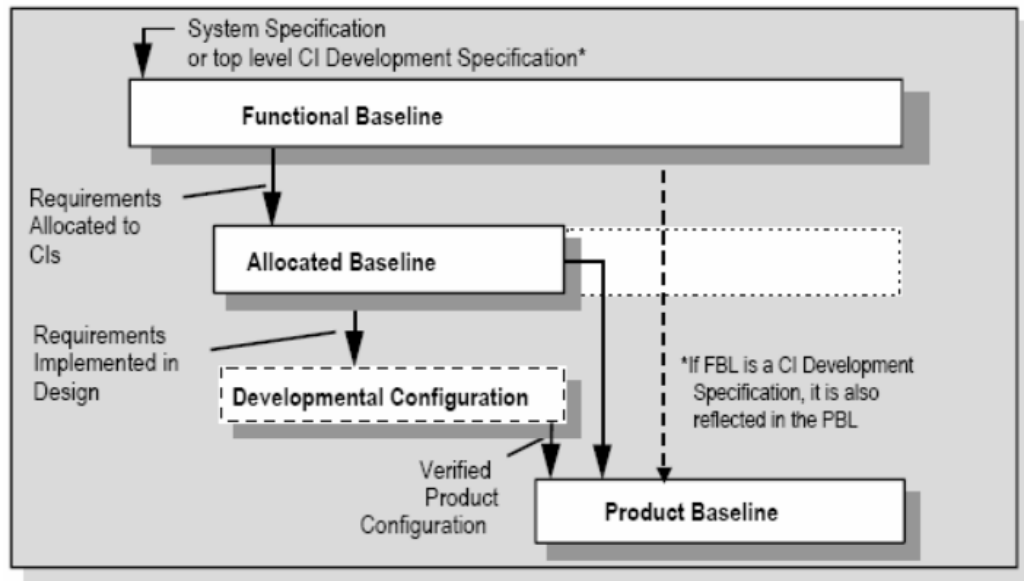 System Specification
or top level CI Development Specification*
Functional Baseline
Requirements
Allocated to
CIs
Allocated Baseline
Requirements
Implemented in
Design
*If FBL is a CI Development
Specification, it is also
reflected in the PBL
Developmental Configuration
Verified
Product
Configuration
Product Baseline